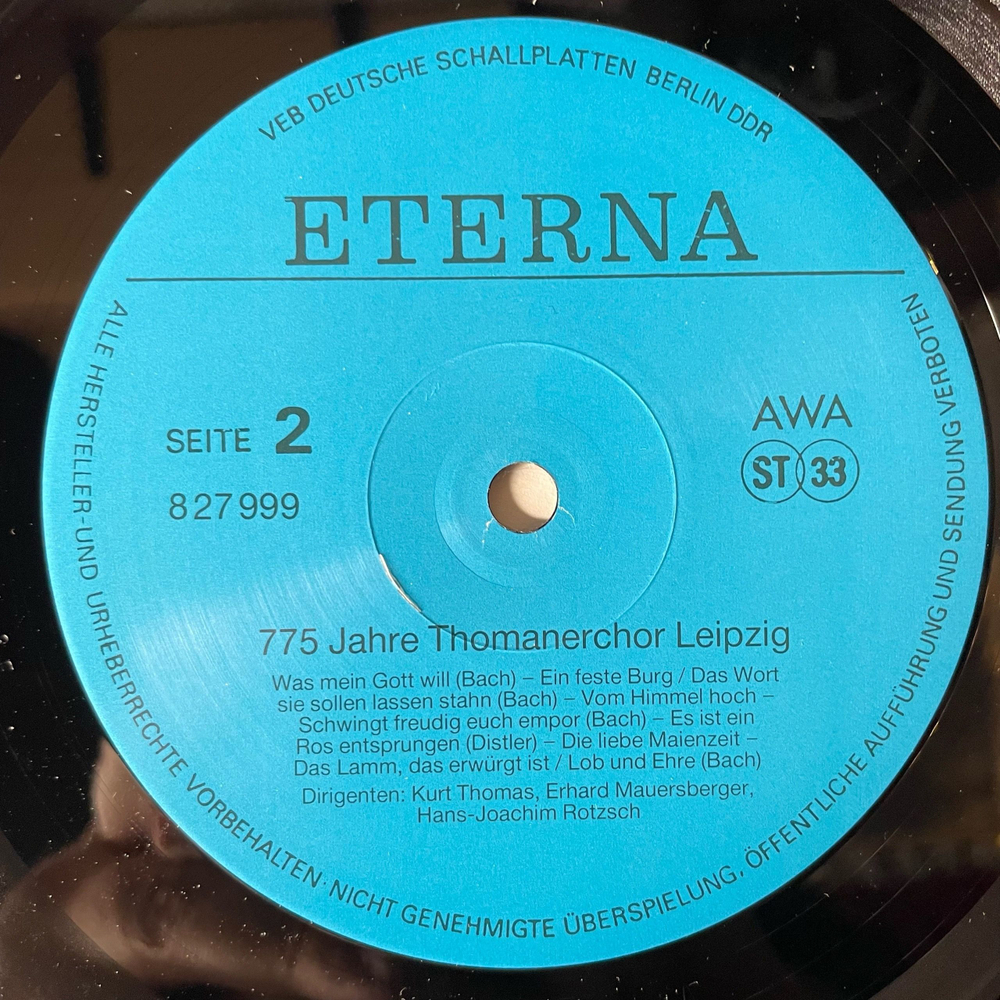 VEB DEUTSCHE SCHALLPLATTEN BERLIN DDR
ETERNA
SEITE 2
8 27 999
AWA
ST 33
775 Jahre Thomanerchor Leipzig
Was mein Gott will (Bach) – Ein feste Burg / Das Wort
sie sollen lassen stahn (Bach) – Vom Himmel hoch –
Schwingt freudig euch empor (Bach) – Es ist ein
Ros entsprungen (Distler) – Die liebe Maienzeit –
Das Lamm, das erwürgt ist / Lob und Ehre (Bach)
Dirigenten: Kurt Thomas, Erhard Mauersberger,
Hans-Joachim Rotzsch
ALLE HERSTELLER-UND URHEBERRECHTE VORBEHALTEN · NICHT GENEHMIGTE ÜBERSPIELUNG, ÖFFENTLICHE AUFFÜHRUNG UND SENDUNG VERBOTEN